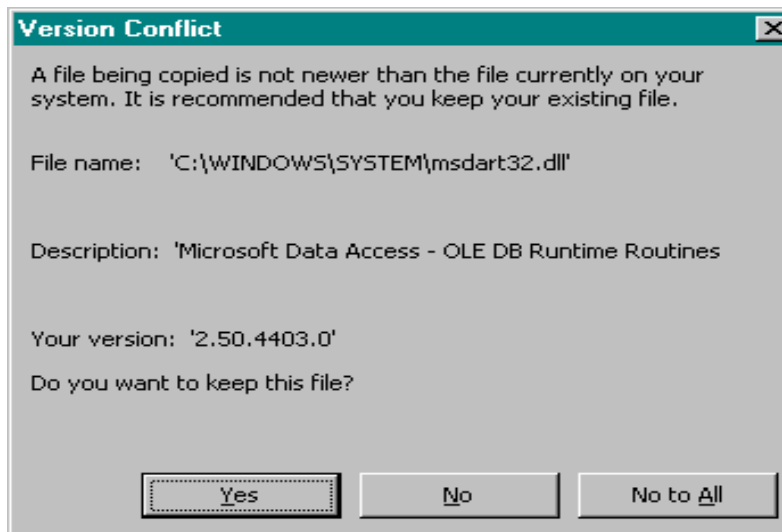 Version Conflict
A file being copied is not newer than the file currently on your
system. It is recommended that you keep your existing file.
File name: 'C:\WINDOWS\SYSTEM\msdart32.dll'
Description: 'Microsoft Data Access - OLE DB Runtime Routines
Your version: '2.50.4403.0'
Do you want to keep this file?
Yes
No
No to All